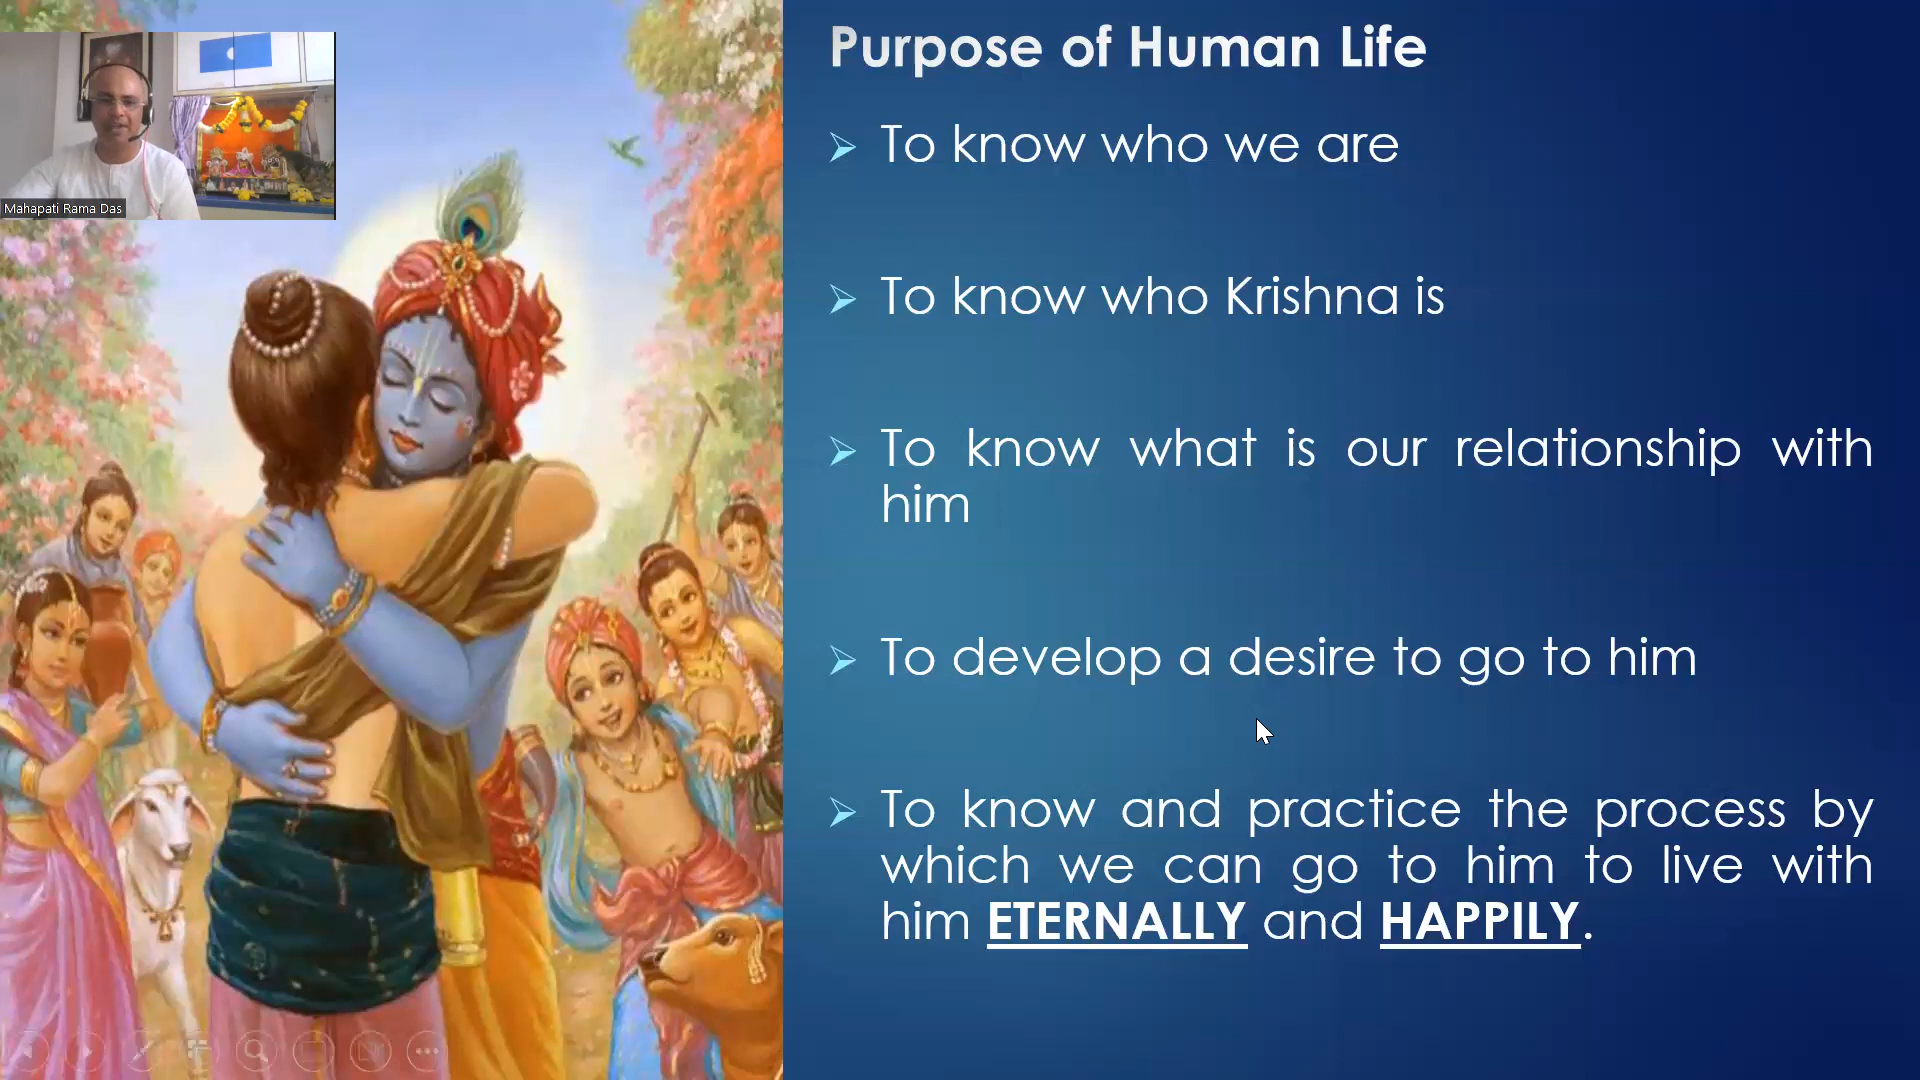 Mahapati Rama Das
Purpose of Human Life
To know who we are
To know who Krishna is
To know what is our relationship with
him
To develop a desire to go to him
To know and practice the process by
which we can go to him to live with
him ETERNALLY and HAPPILY.